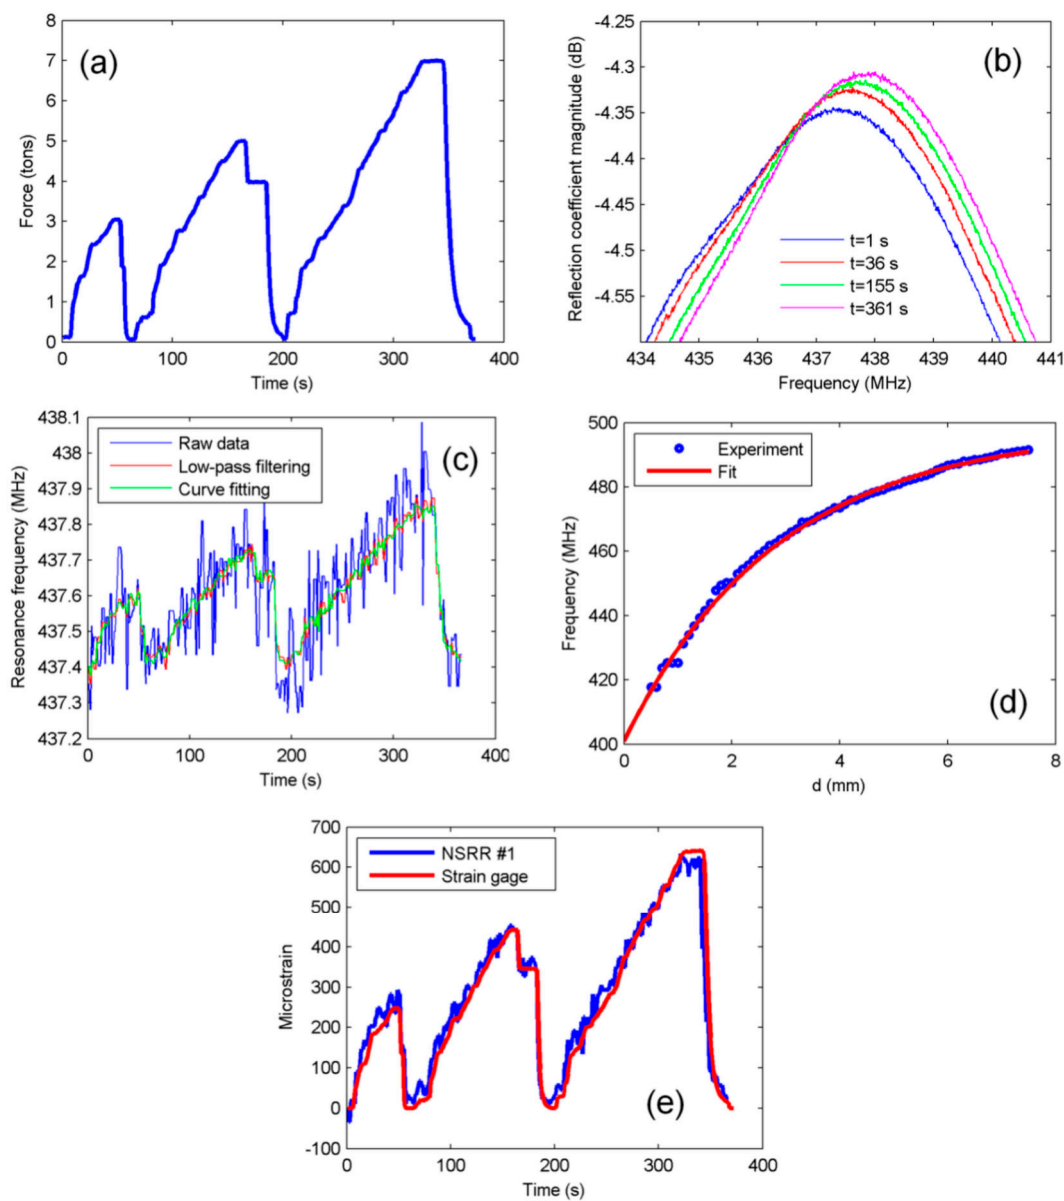 (a)
Force (tons)
7
6
5
4
3
2
1
0
0 100 200 300 400
Time (s)
(b)
Reflection coefficient magnitude (dB)
-4.25
-4.3
-4.35
-4.4
-4.45
-4.5
-4.55
t=1 s
t=36 s
t=155 s
t=361 s
434 435 436 437 438 439 440 441
Frequency (MHz)
(c)
Resonance frequency (MHz)
438.1
438
437.9
437.8
437.7
437.6
437.5
437.4
437.3
437.2
Raw data
Low-pass filtering
Curve fitting
0 100 200 300 400
Time (s)
(d)
Frequency (MHz)
500
480
460
440
420
400
Experiment
Fit
0 2 4 6 8
d (mm)
(e)
Microstrain
700
600
500
400
300
200
100
0
-100
NSRR #1
Strain gage
0 100 200 300 400
Time (s)